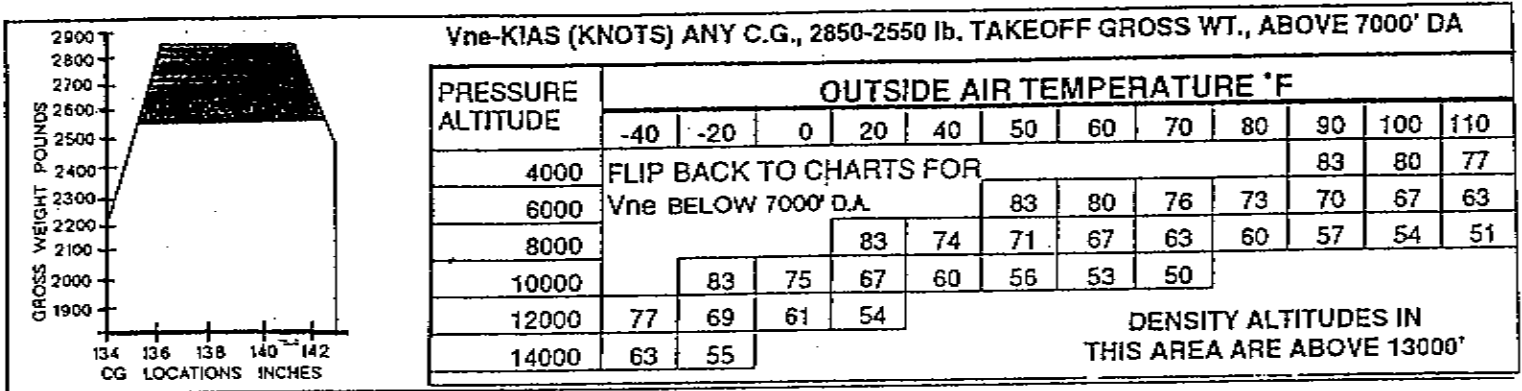 Vne-KIAS (KNOTS) ANY C.G., 2850-2550 lb. TAKEOFF GROSS WT., ABOVE 7000' DA
2900
2800
2700
2600
2500
2400
2300
2200
2100
2000
1900
GROSS WEIGHT POUNDS
134 136 138 140 142
CG LOCATIONS INCHES
PRESSURE ALTITUDE
OUTSIDE AIR TEMPERATURE °F
-40 -20 0 20 40 50 60 70 80 90 100 110
4000 FLIP BACK TO CHARTS FOR 83 80 77
6000 Vne BELOW 7000' D.A. 83 80 76 73 70 67 63
8000 83 74 71 67 63 60 57 54 51
10000 83 75 67 60 56 53 50
12000 77 69 61 54
14000 63 55
DENSITY ALTITUDES IN
THIS AREA ARE ABOVE 13000'